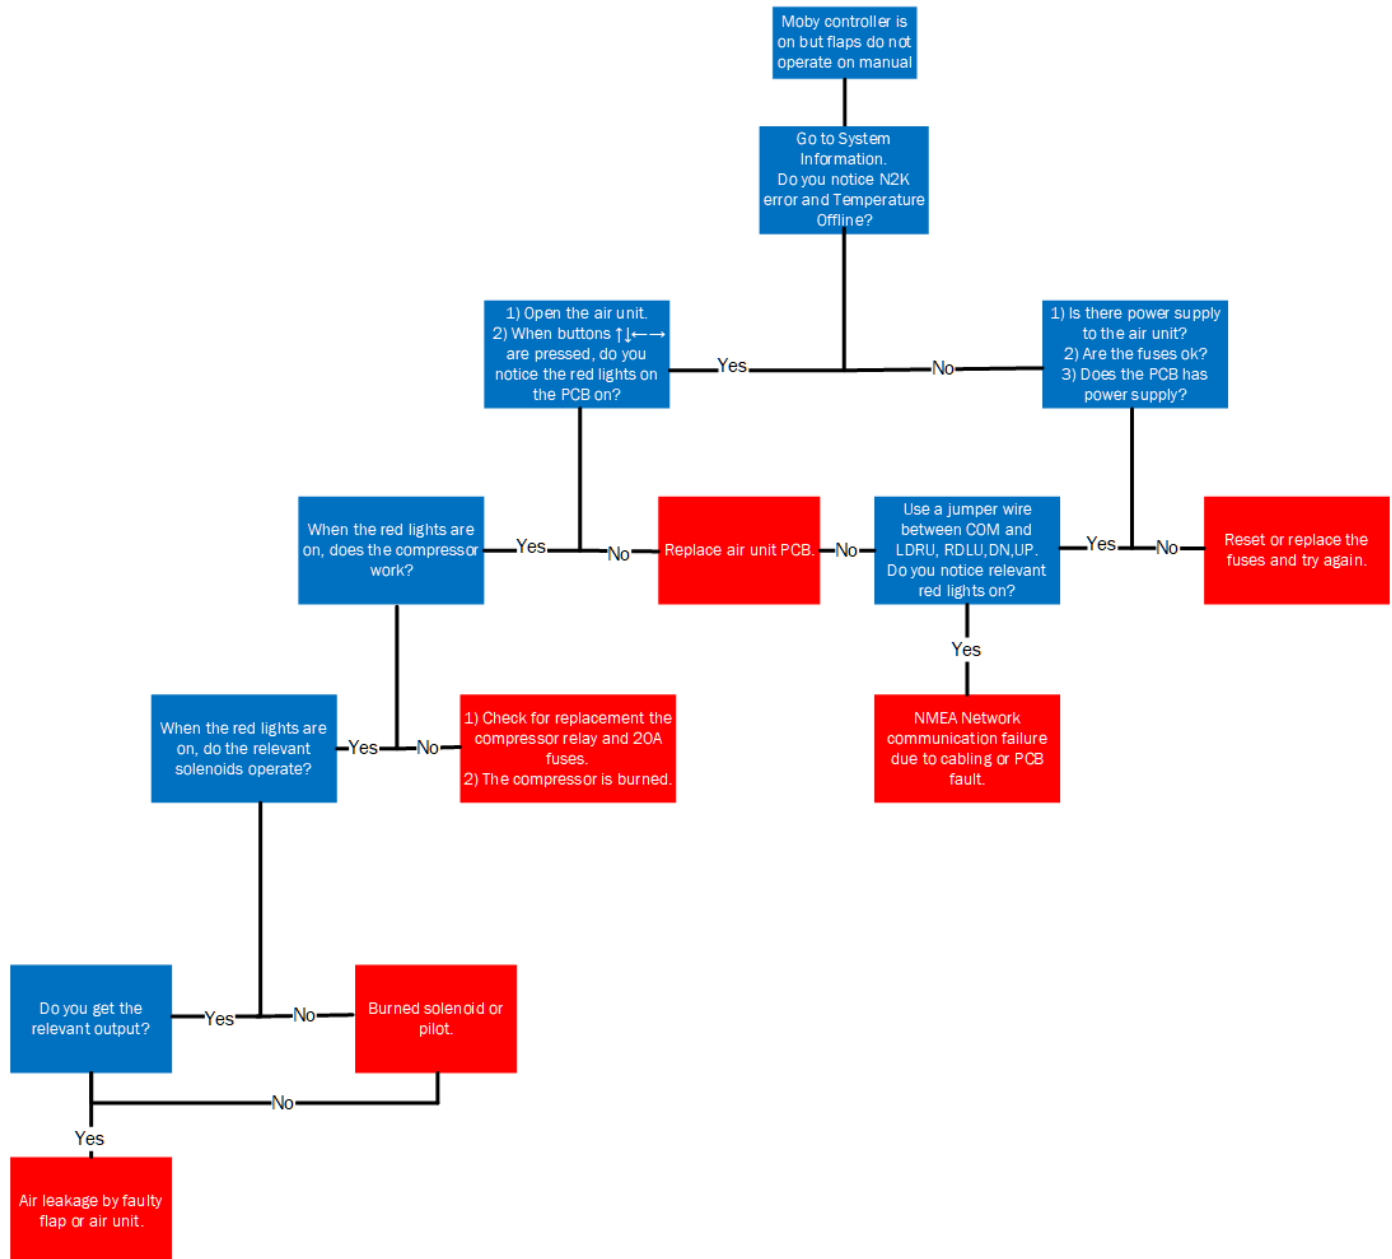 Moby controller is
on but flaps do not
operate on manual
Go to System
Information.
Do you notice N2K
error and Temperature
Offline?
1) Open the air unit.
2) When buttons ↑↓←→
are pressed, do you
notice the red lights on
the PCB on?
Yes
No
1) Is there power supply
to the air unit?
2) Are the fuses ok?
3) Does the PCB has
power supply?
When the red lights are
on, does the compressor
work?
Yes
No
Replace air unit PCB.
No
Use a jumper wire
between COM and
LDRU, RDLU,DN,UP.
Do you notice relevant
red lights on?
Yes
No
Reset or replace the
fuses and try again.
Yes
When the red lights are
on, do the relevant
solenoids operate?
Yes
No
1) Check for replacement the
compressor relay and 20A
fuses.
2) The compressor is burned.
NMEA Network
communication failure
due to cabling or PCB
fault.
Do you get the
relevant output?
Yes
No
Burned solenoid or
pilot.
No
Yes
Air leakage by faulty
flap or air unit.